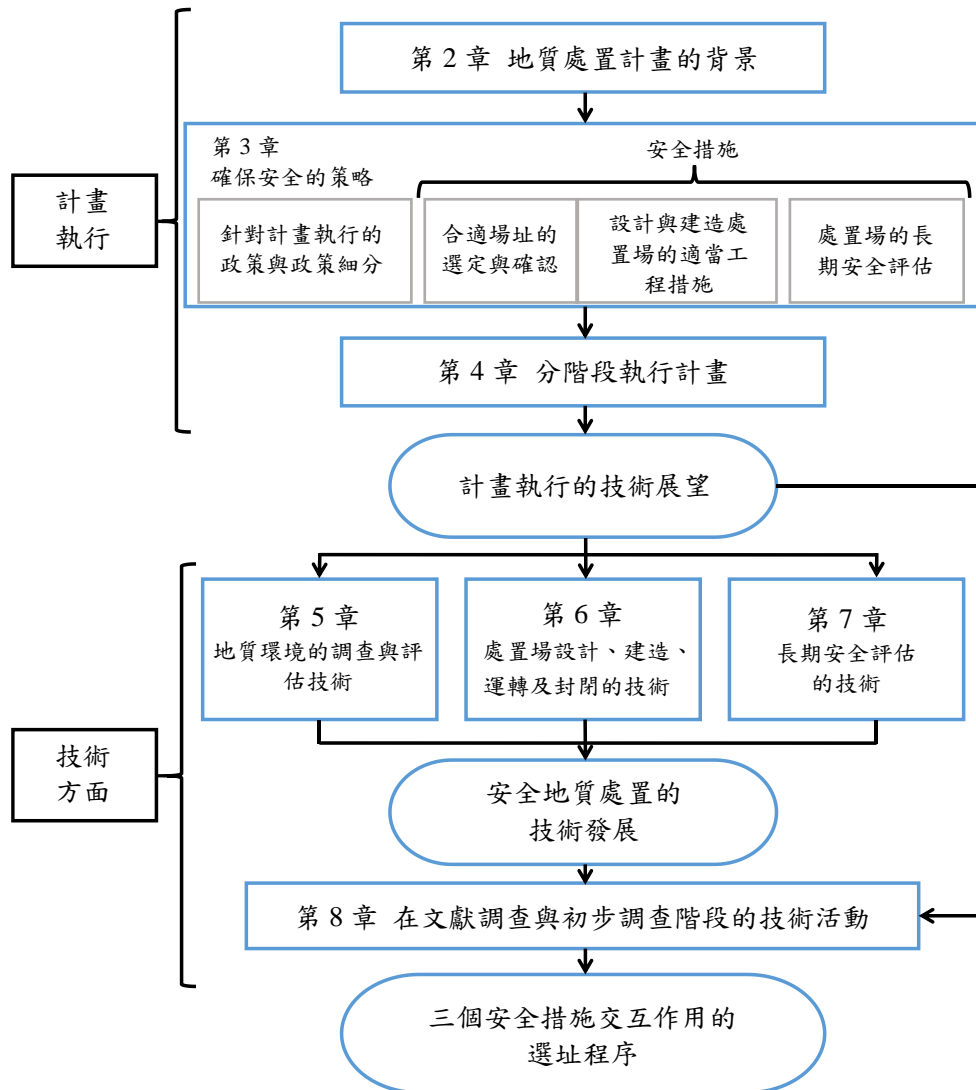 第 2 章 地質處置計畫的背景
第 3 章
確保安全的策略
安全措施
計畫
執行
針對計畫執行的
政策與政策細分
合適場址的
選定與確認
設計與建造處
置場的適當工
程措施
處置場的長
期安全評估
第 4 章 分階段執行計畫
計畫執行的技術展望
第 5 章
地質環境的調查與評
估技術
第 6 章
處置場設計、建造、
運轉及封閉的技術
第 7 章
長期安全評估
的技術
技術
方面
安全地質處置的
技術發展
第 8 章 在文獻調查與初步調查階段的技術活動
三個安全措施交互作用的
選址程序